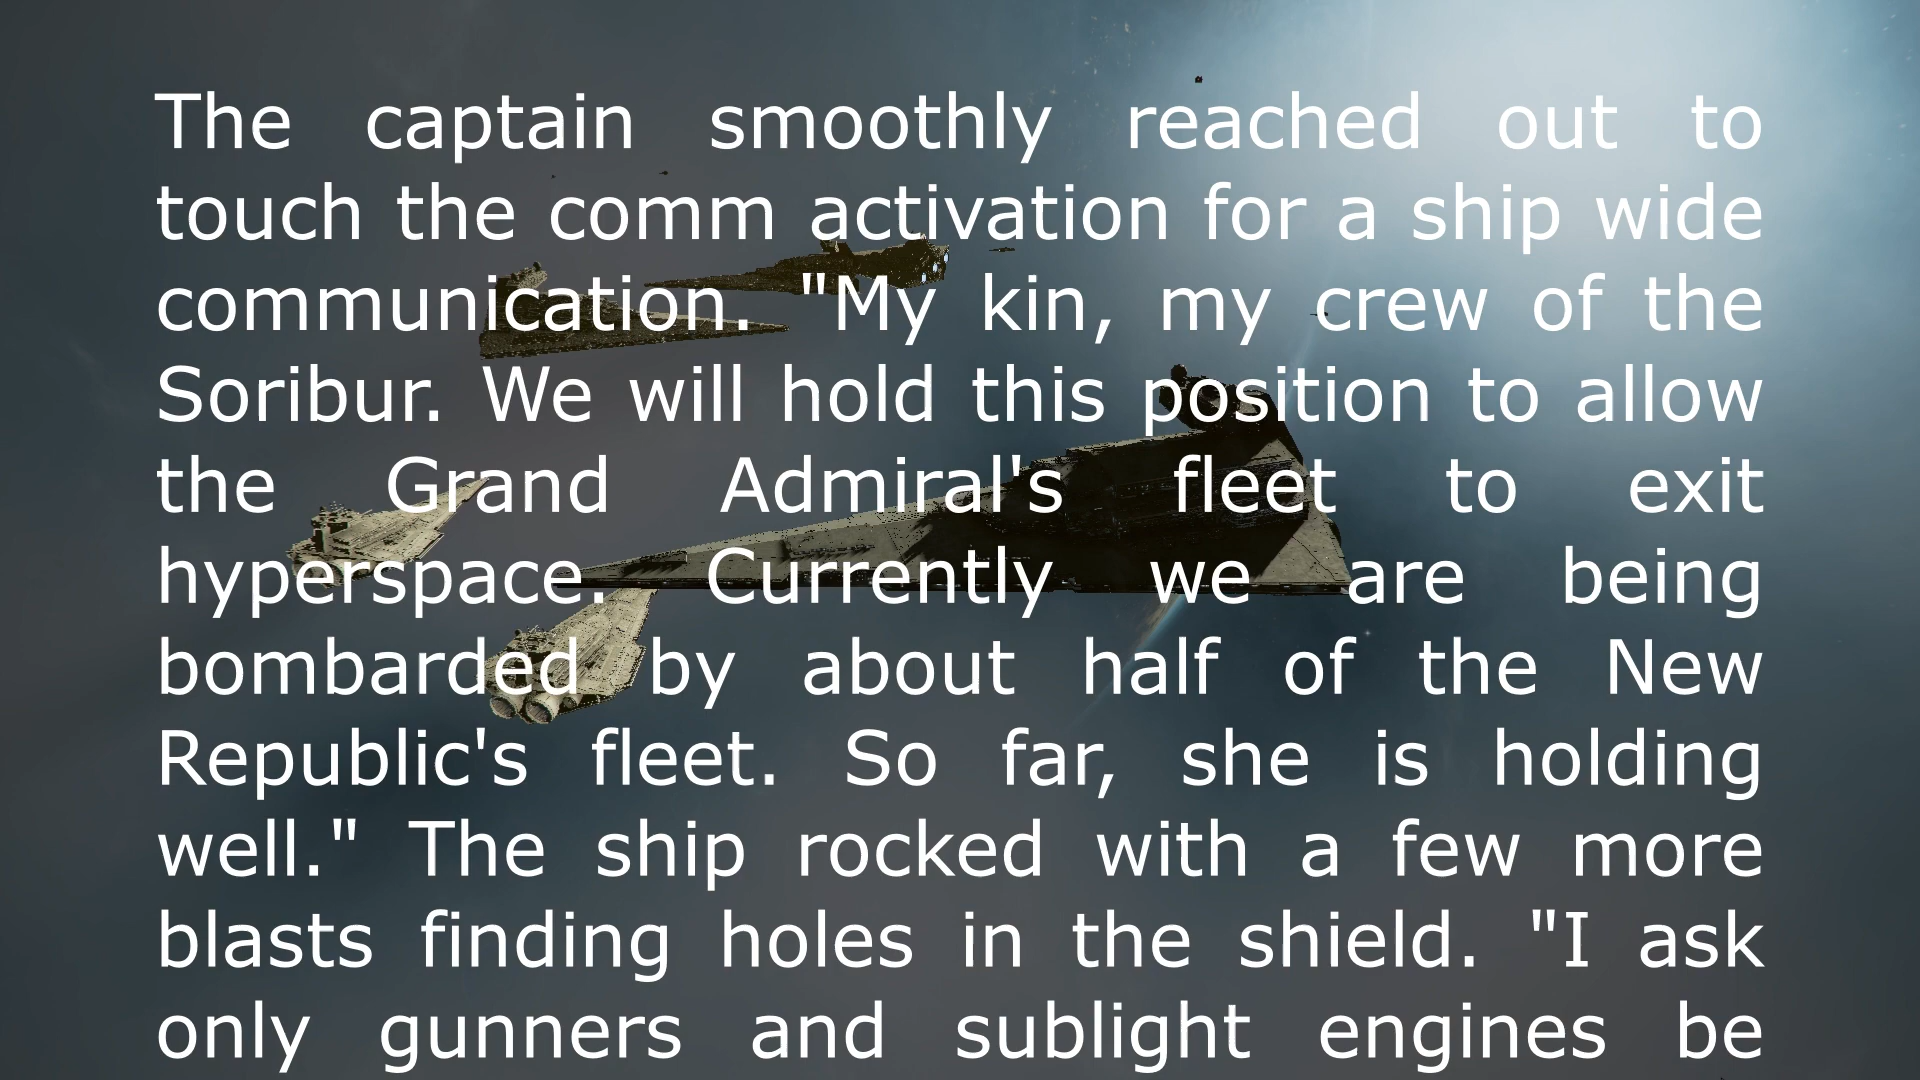 The captain smoothly reached out to
touch the comm activation for a ship wide
communication. "My kin, my crew of the
Soribur. We will hold this position to allow
the Grand Admiral's fleet to exit
hyperspace. Currently we are being
bombarded by about half of the New
Republic's fleet. So far, she is holding
well." The ship rocked with a few more
blasts finding holes in the shield. "I ask
only gunners and sublight engines be